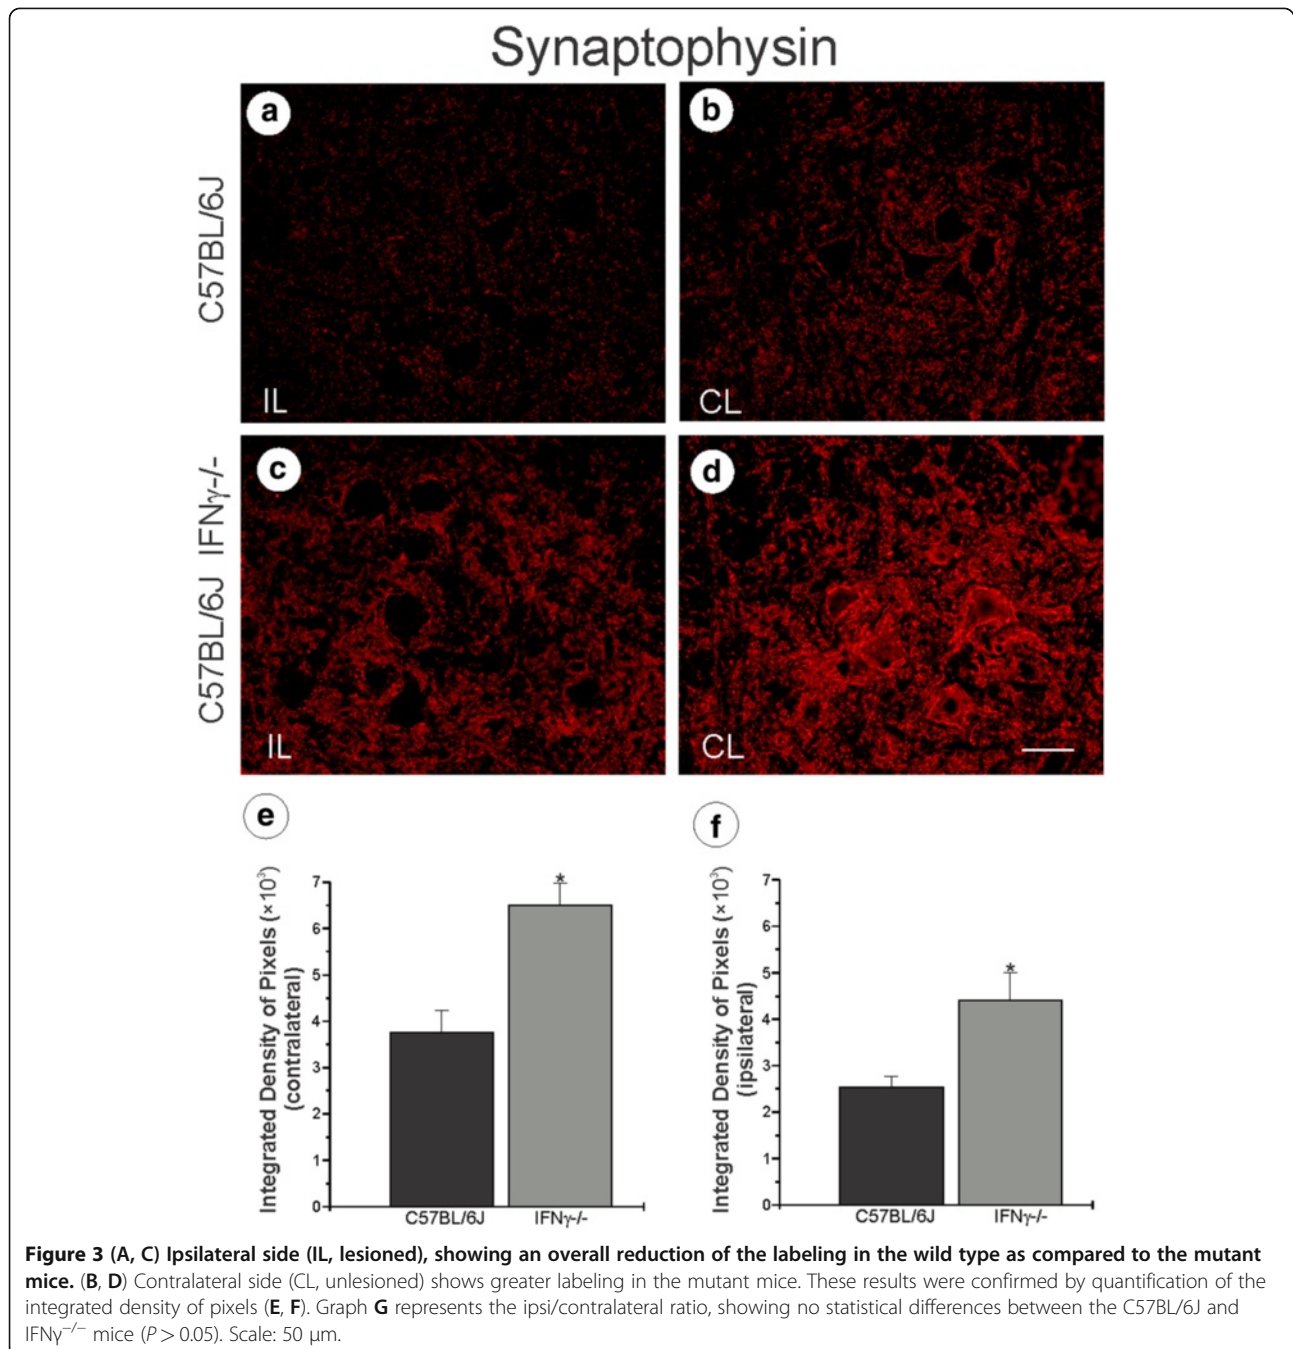 Synaptophysin
a
b
C57BL/6J
IL
CL
c
d
C57BL/6J IFNγ-/-
IL
CL
e
f
Integrated Density of Pixels (×10³)
(contralateral)
7
6
5
4
3
2
1
0
*
C57BL/6J
IFNγ-/-
Integrated Density of Pixels (×10³)
(ipsilateral)
7
6
5
4
3
2
1
0
*
C57BL/6J
IFNγ-/-
Figure 3 (A, C) Ipsilateral side (IL, lesioned), showing an overall reduction of the labeling in the wild type as compared to the mutant
mice. (B, D) Contralateral side (CL, unlesioned) shows greater labeling in the mutant mice. These results were confirmed by quantification of the
integrated density of pixels (E, F). Graph G represents the ipsi/contralateral ratio, showing no statistical differences between the C57BL/6J and
IFNγ−/− mice (P > 0.05). Scale: 50 μm.